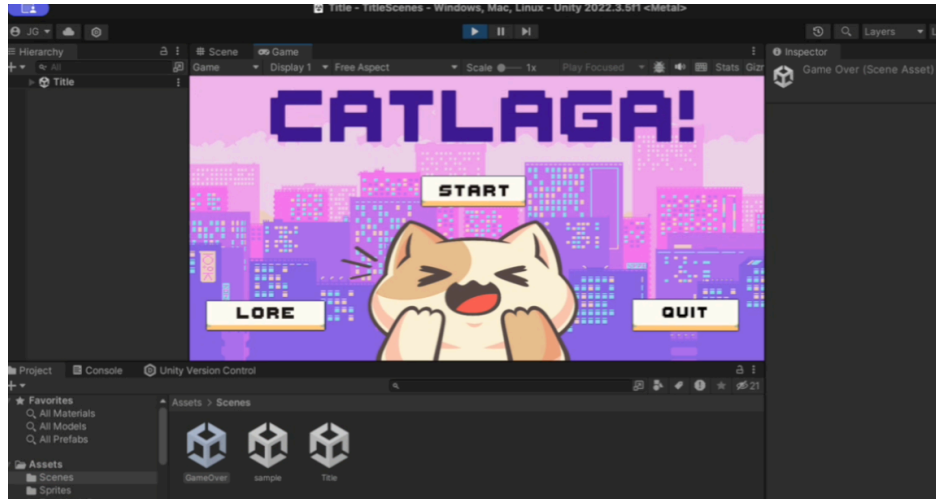 Title - TitleScenes - Windows, Mac, Linux - Unity 2022.3.5f1 <Metal>
JG
Layers
L
Hierarchy
Scene
Game
Inspector
All
Game
Display 1
Free Aspect
Scale
1x
Play Focused
Stats
Giz
Game Over (Scene Asset)
Title
CATLAGA!
START
LORE
QUIT
Project
Console
Unity Version Control
21
Favorites
All Materials
All Models
All Prefabs
Assets > Scenes
Assets
Scenes
Sprites
GameOver
sample
Title